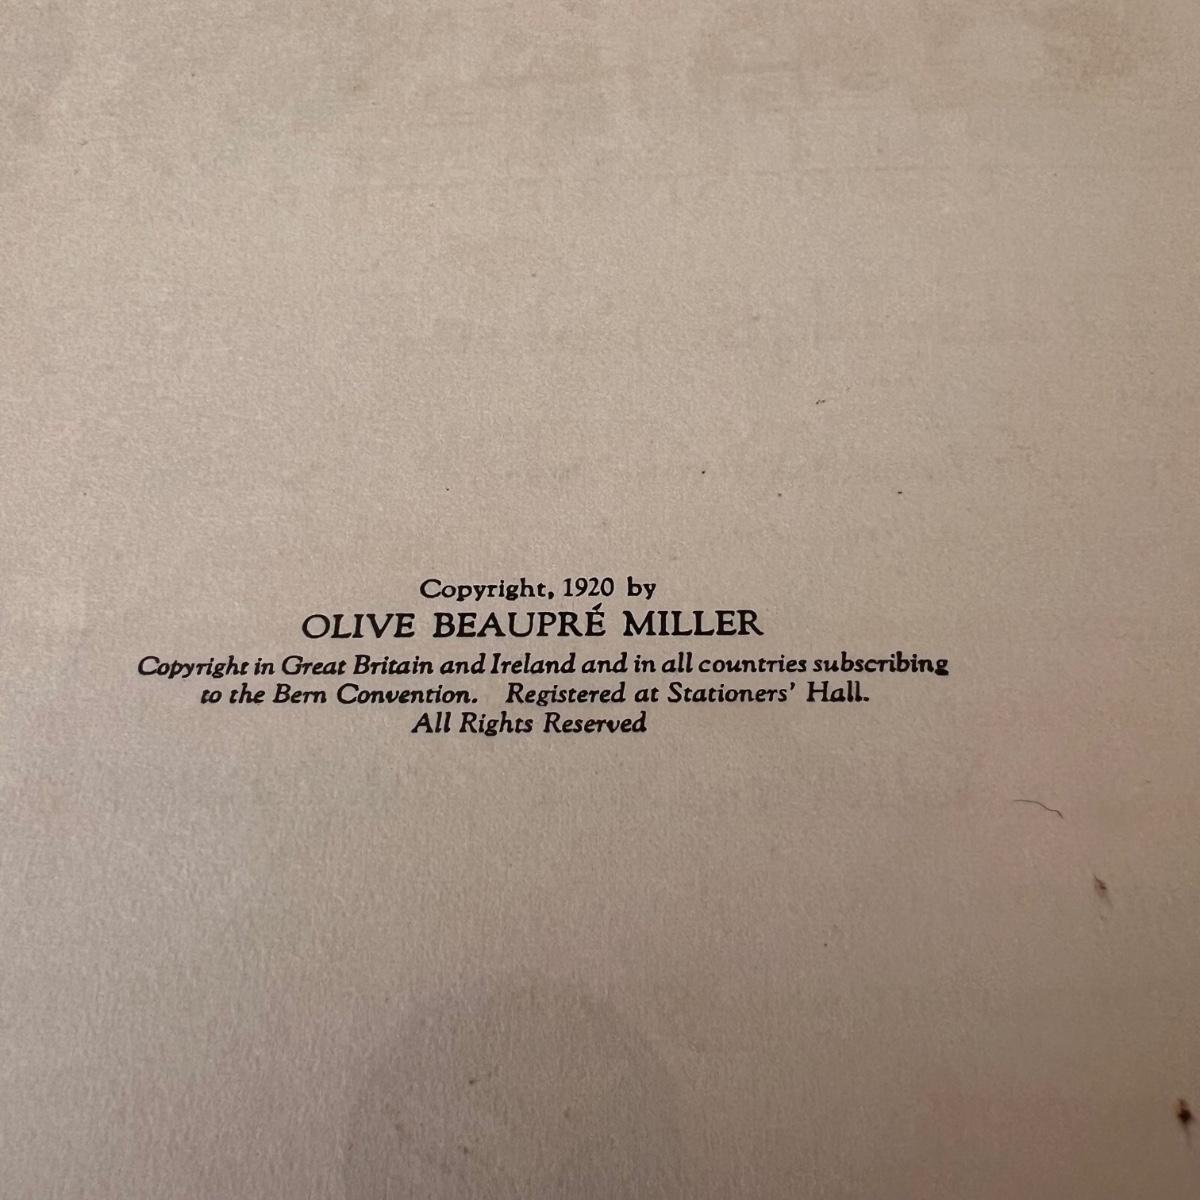 Copyright, 1920 by
OLIVE BEAUPRÉ MILLER
Copyright in Great Britain and Ireland and in all countries subscribing
to the Bern Convention. Registered at Stationers' Hall.
All Rights Reserved